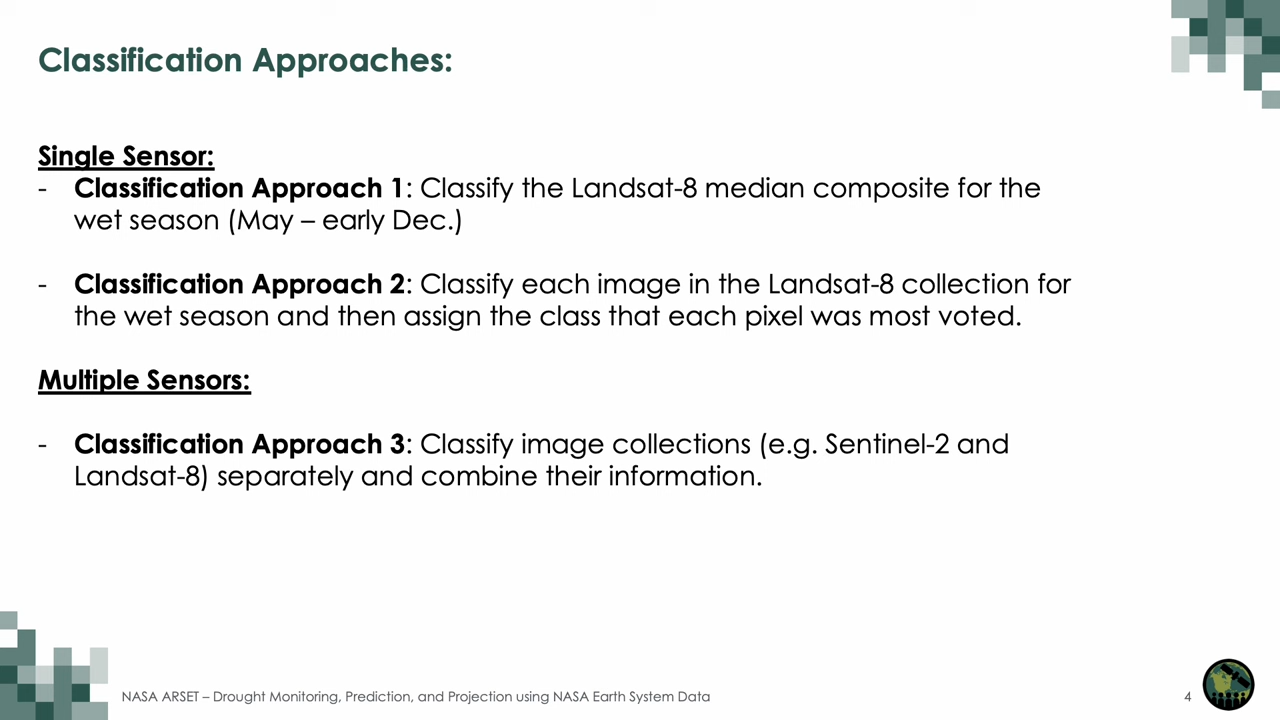 Classification Approaches:
Single Sensor:
- Classification Approach 1: Classify the Landsat-8 median composite for the
wet season (May – early Dec.)
- Classification Approach 2: Classify each image in the Landsat-8 collection for
the wet season and then assign the class that each pixel was most voted.
Multiple Sensors:
- Classification Approach 3: Classify image collections (e.g. Sentinel-2 and
Landsat-8) separately and combine their information.
NASA ARSET – Drought Monitoring, Prediction, and Projection using NASA Earth System Data
4